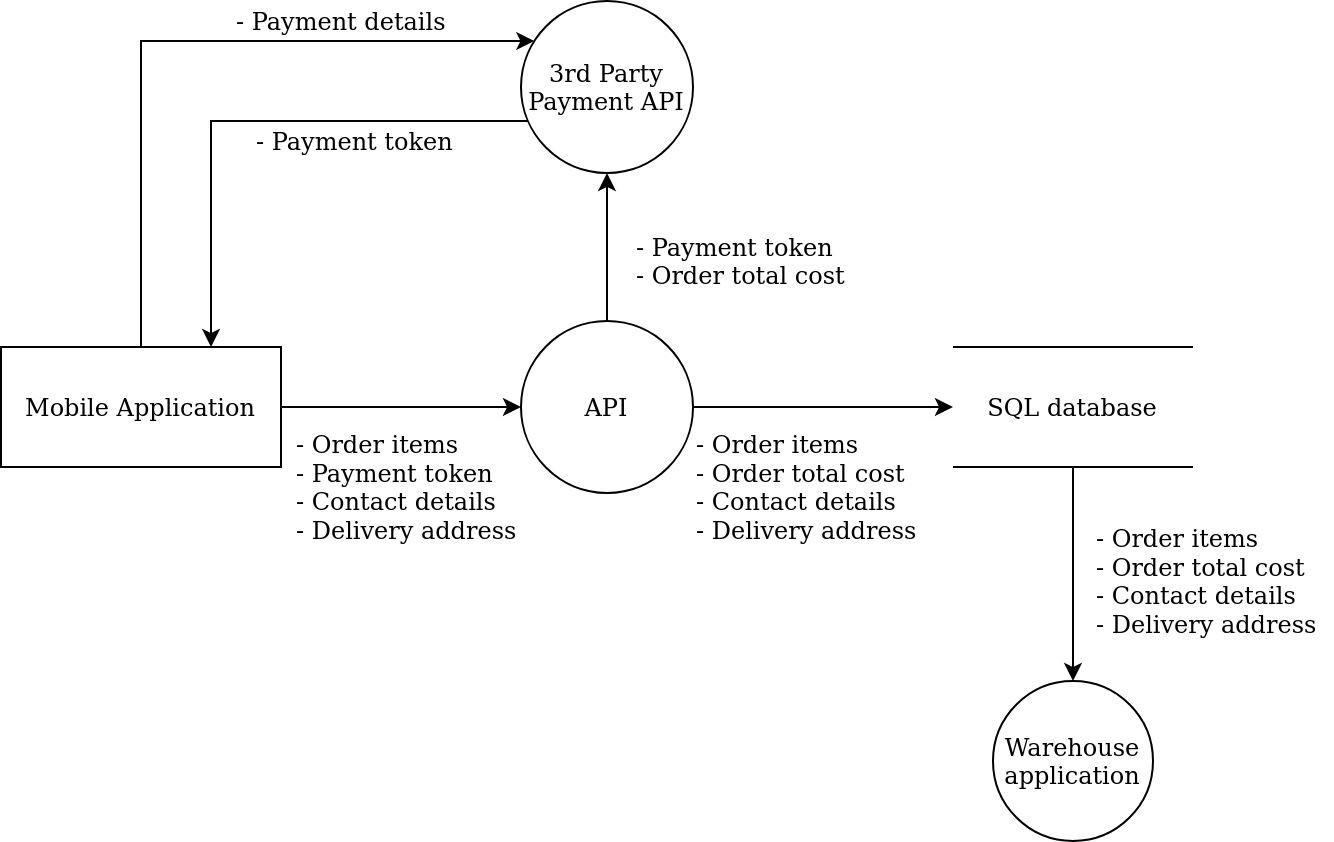 - Payment details
3rd Party
Payment API
- Payment token
- Payment token
- Order total cost
Mobile Application
API
SQL database
- Order items
- Payment token
- Contact details
- Delivery address
- Order items
- Order total cost
- Contact details
- Delivery address
- Order items
- Order total cost
- Contact details
- Delivery address
Warehouse
application